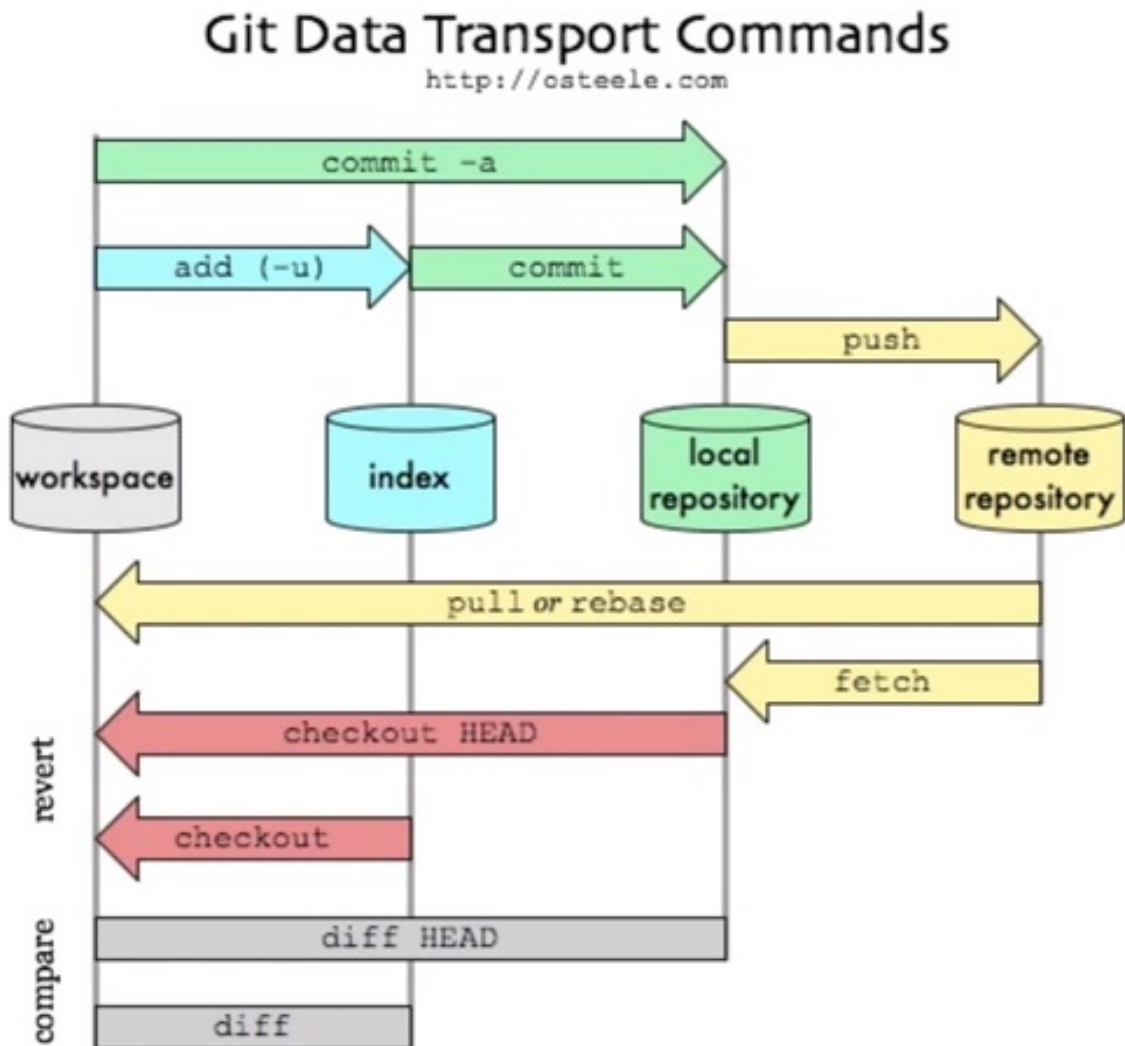 Git Data Transport Commands
http://osteele.com
commit -a
add (-u)
commit
push
workspace
index
local
repository
remote
repository
pull or rebase
fetch
revert
checkout HEAD
checkout
compare
diff HEAD
diff